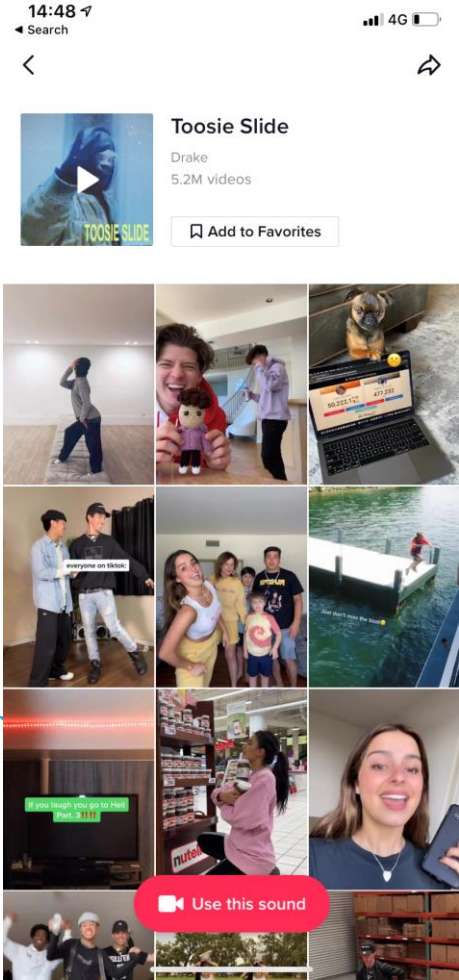 14:48
4G
Search
TOOSIE SLIDE
Toosie Slide
Drake
5.2M videos
Add to Favorites
everyone on tiktok:
Just don't miss the boat
If you laugh you go to Hell
Part. 3!!!!
nutella
Use this sound